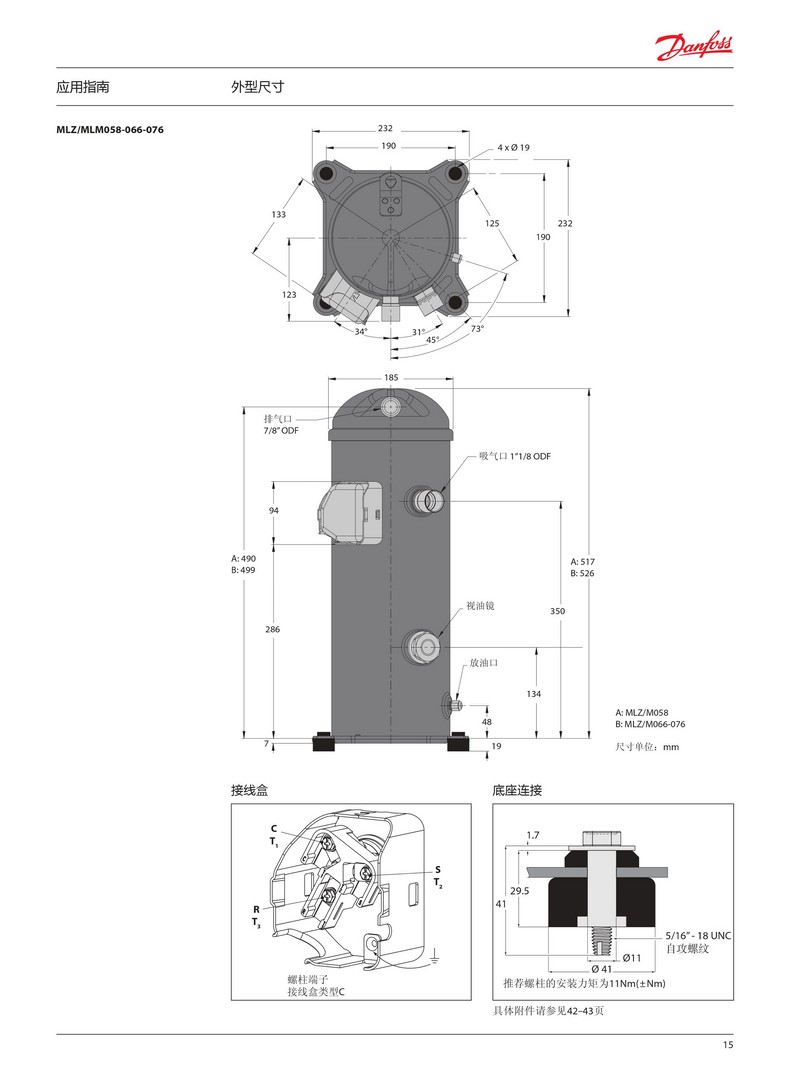 Danfoss
应用指南
外型尺寸
MLZ/MLM058-066-076
232
190
4 x Ø 19
133
125
232
190
123
34°
31°
45°
73°
185
排气口
7/8" ODF
吸气口 1"1/8 ODF
94
A: 490
B: 499
A: 517
B: 526
视油镜
350
286
放油口
134
48
7
19
A: MLZ/M058
B: MLZ/M066-076
尺寸单位：mm
接线盒
底座连接
C
T1
S
T2
R
T3
螺柱端子
接线盒类型C
1.7
29.5
41
5/16" - 18 UNC
自攻螺纹
Ø11
Ø 41
推荐螺柱的安装力矩为11Nm(±Nm)
具体附件请参见42–43页
15